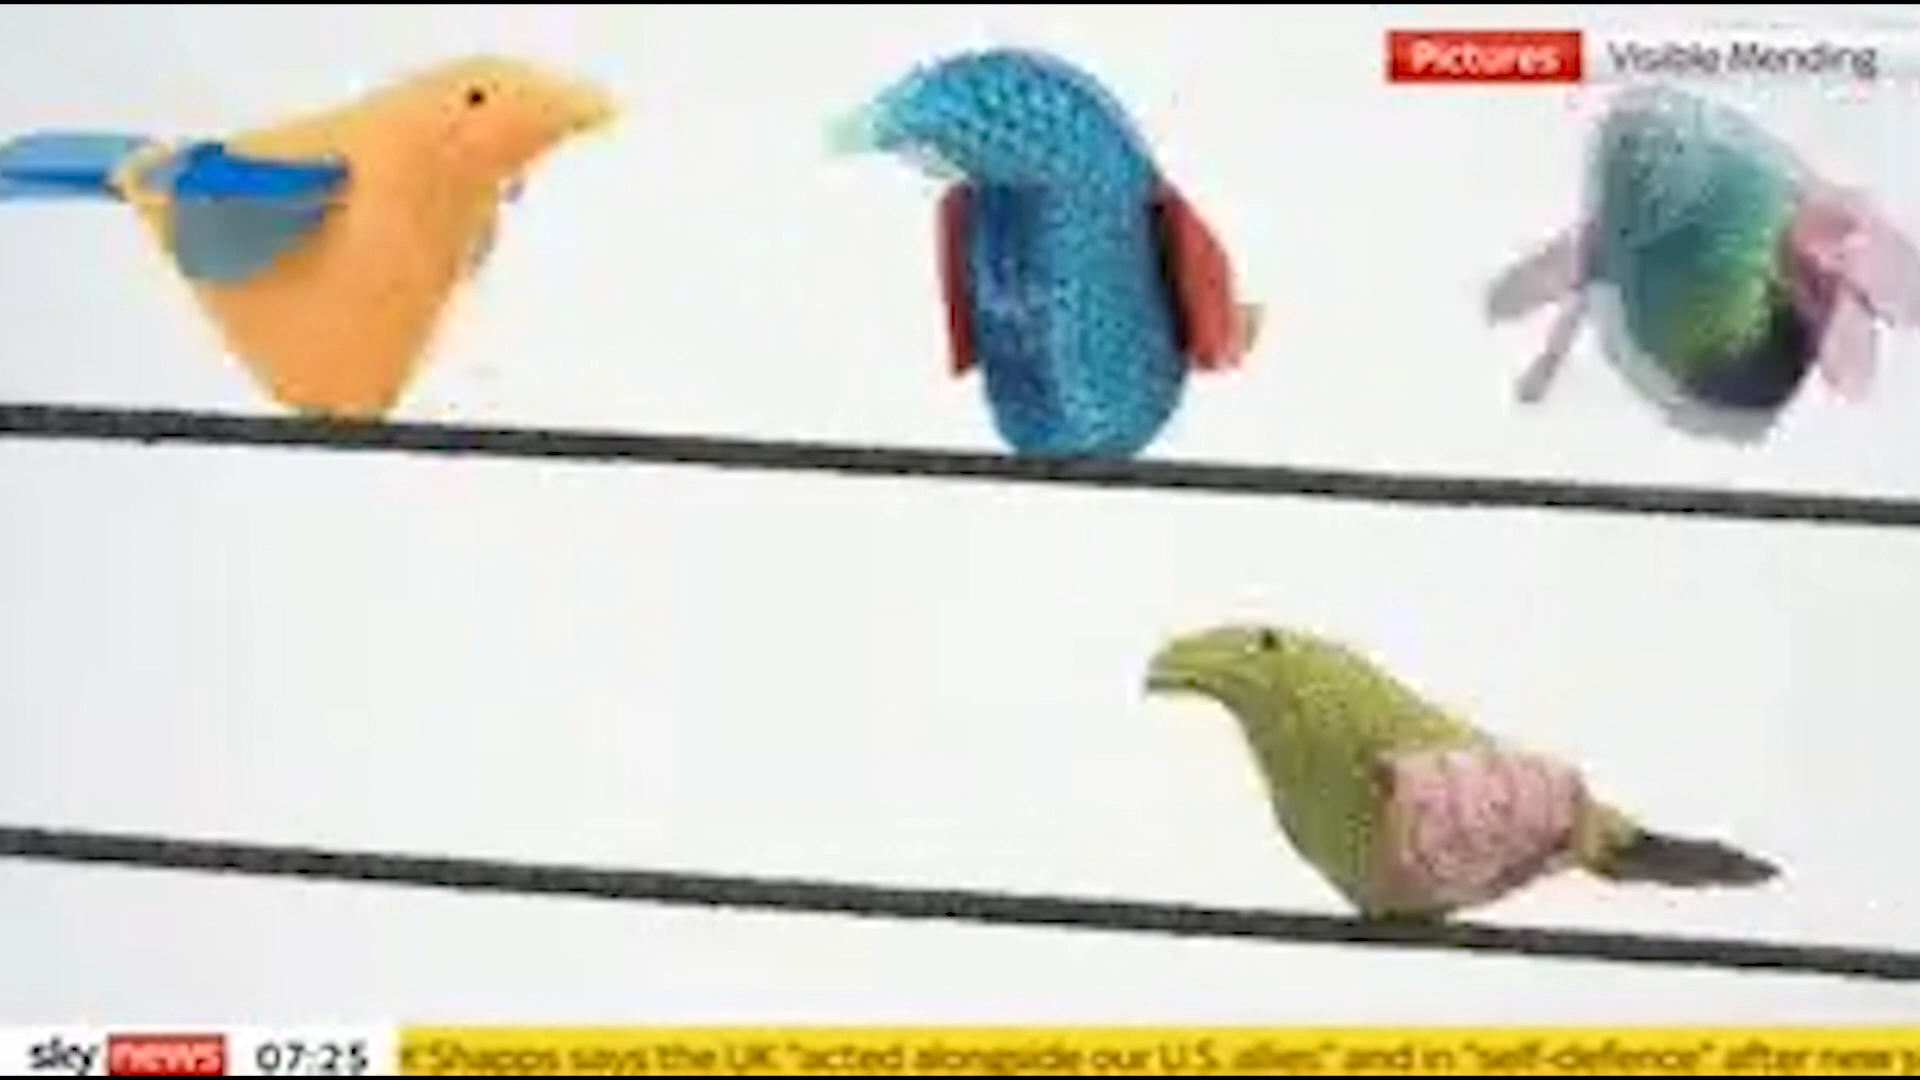 Pictures Visible Mending
sky news 07:25 Shapps says the UK "acted alongside our U.S. allies" and in "self-defence" after new